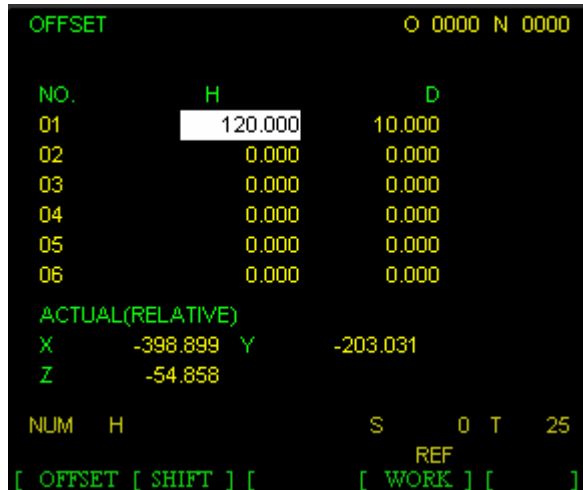 OFFSET O 0000 N 0000
NO. H D
01 120.000 10.000
02 0.000 0.000
03 0.000 0.000
04 0.000 0.000
05 0.000 0.000
06 0.000 0.000
ACTUAL(RELATIVE)
X -398.899 Y -203.031
Z -54.858
NUM H S 0 T 25
REF
[ OFFSET [ SHIFT ] [ [ WORK ] [ ]